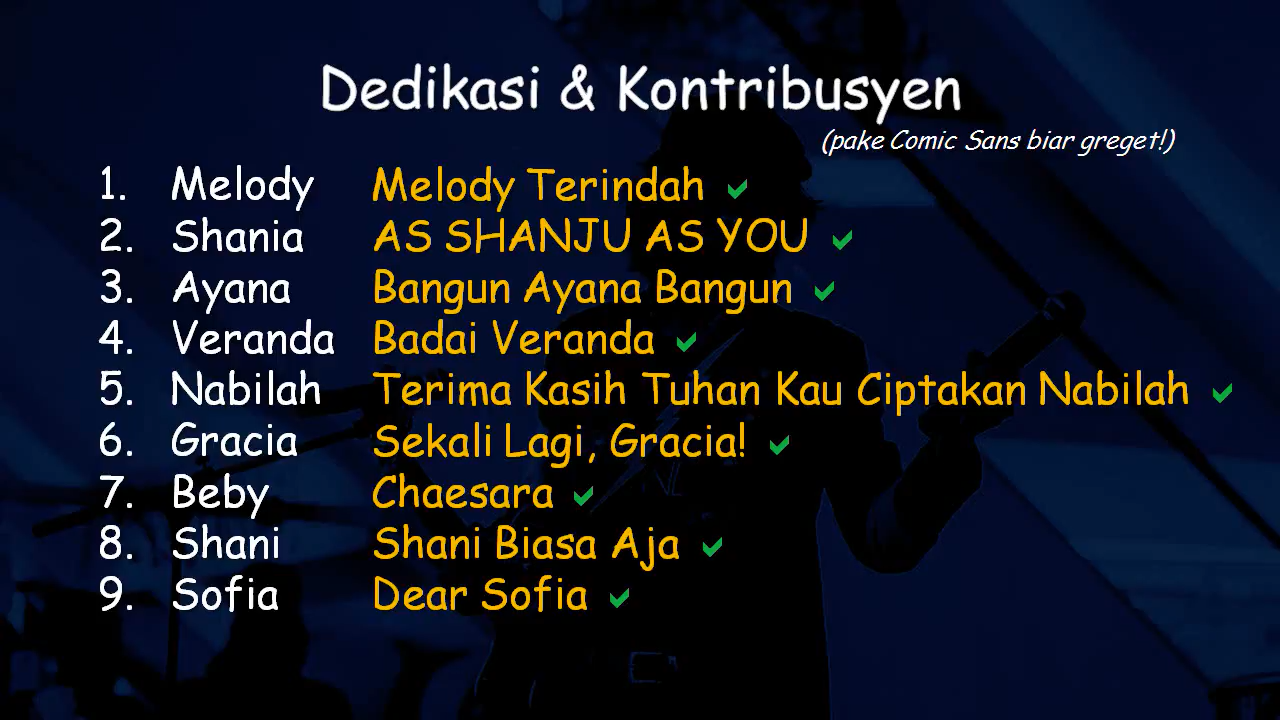 Dedikasi & Kontribusyen
(pake Comic Sans biar greget!)
1. Melody Melody Terindah ✓
2. Shania AS SHANJU AS YOU ✓
3. Ayana Bangun Ayana Bangun ✓
4. Veranda Badai Veranda ✓
5. Nabilah Terima Kasih Tuhan Kau Ciptakan Nabilah ✓
6. Gracia Sekali Lagi, Gracia! ✓
7. Beby Chaesara ✓
8. Shani Shani Biasa Aja ✓
9. Sofia Dear Sofia ✓